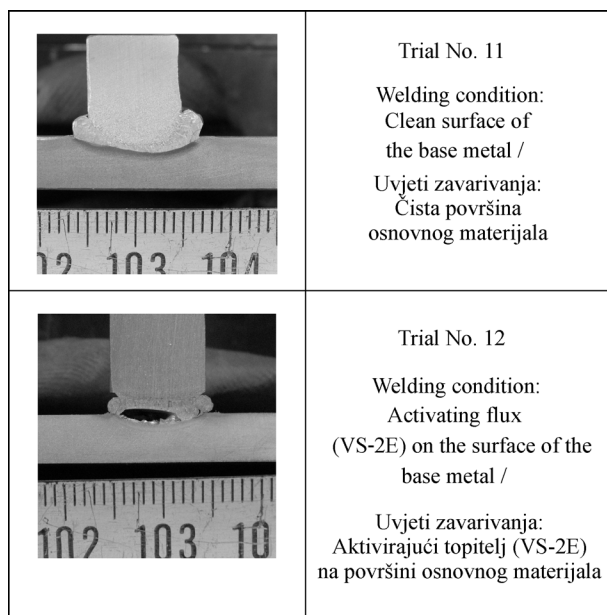 Trial No. 11
Welding condition:
Clean surface of
the base metal /
Uvjeti zavarivanja:
Čista površina
osnovnog materijala
02 103 104
Trial No. 12
Welding condition:
Activating flux
(VS-2E) on the surface of the
base metal /
Uvjeti zavarivanja:
Aktivirajući topitelj (VS-2E)
na površini osnovnog materijala
102 103 10